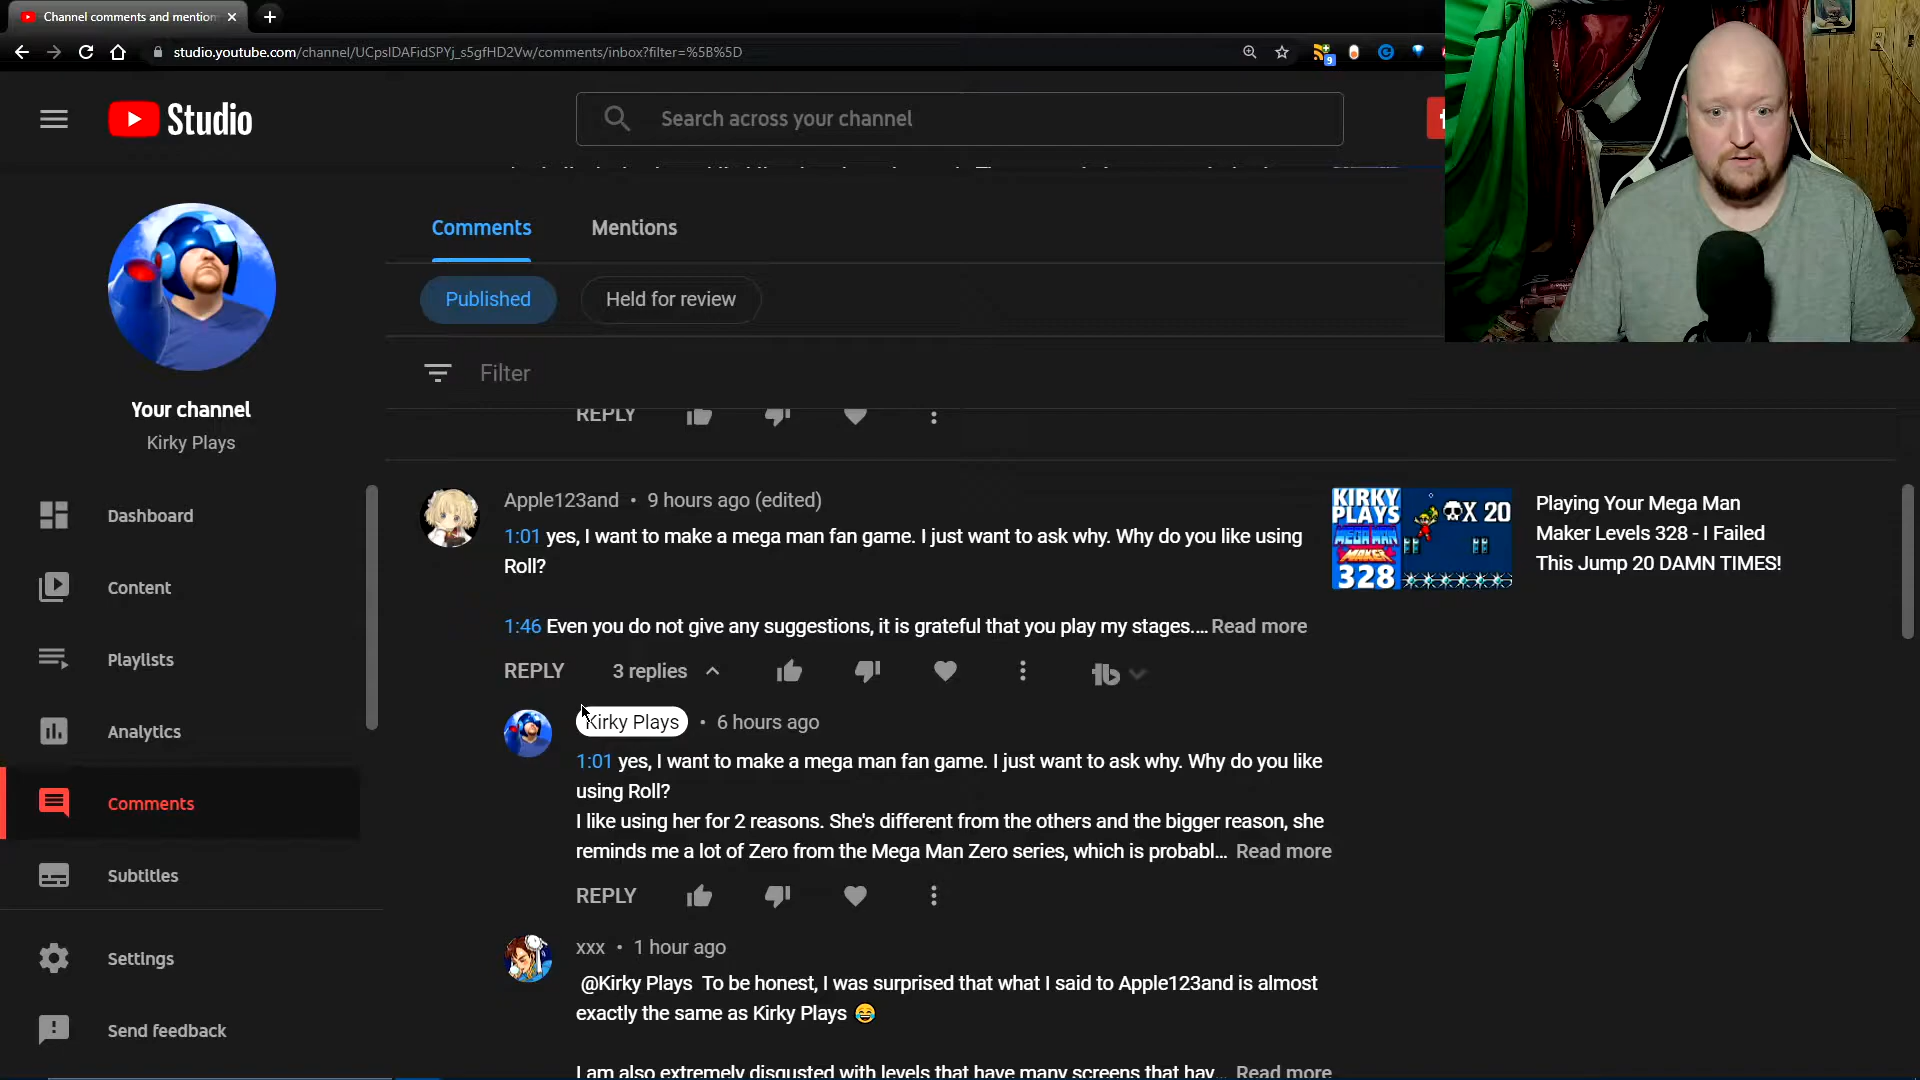 Channel comments and mention
studio.youtube.com/channel/UCpslDAFidSPYj_s5gfHD2Vw/comments/inbox?filter=%5B%5D
9
Studio
Search across your channel
Comments
Mentions
Published
Held for review
Filter
Your channel
Kirky Plays
Dashboard
Content
Playlists
Analytics
Comments
Subtitles
Settings
Send feedback
REPLY
Apple123and • 9 hours ago (edited)
1:01 yes, I want to make a mega man fan game. I just want to ask why. Why do you like using
Roll?
1:46 Even you do not give any suggestions, it is grateful that you play my stages.... Read more
REPLY 3 replies
KIRKY
PLAYS
MEGA MAN
MAKER
328
X 20
Playing Your Mega Man
Maker Levels 328 - I Failed
This Jump 20 DAMN TIMES!
Kirky Plays • 6 hours ago
1:01 yes, I want to make a mega man fan game. I just want to ask why. Why do you like
using Roll?
I like using her for 2 reasons. She's different from the others and the bigger reason, she
reminds me a lot of Zero from the Mega Man Zero series, which is probabl... Read more
REPLY
xxx • 1 hour ago
@Kirky Plays To be honest, I was surprised that what I said to Apple123and is almost
exactly the same as Kirky Plays 😂
I am also extremely disgusted with levels that have many screens that hav... Read more